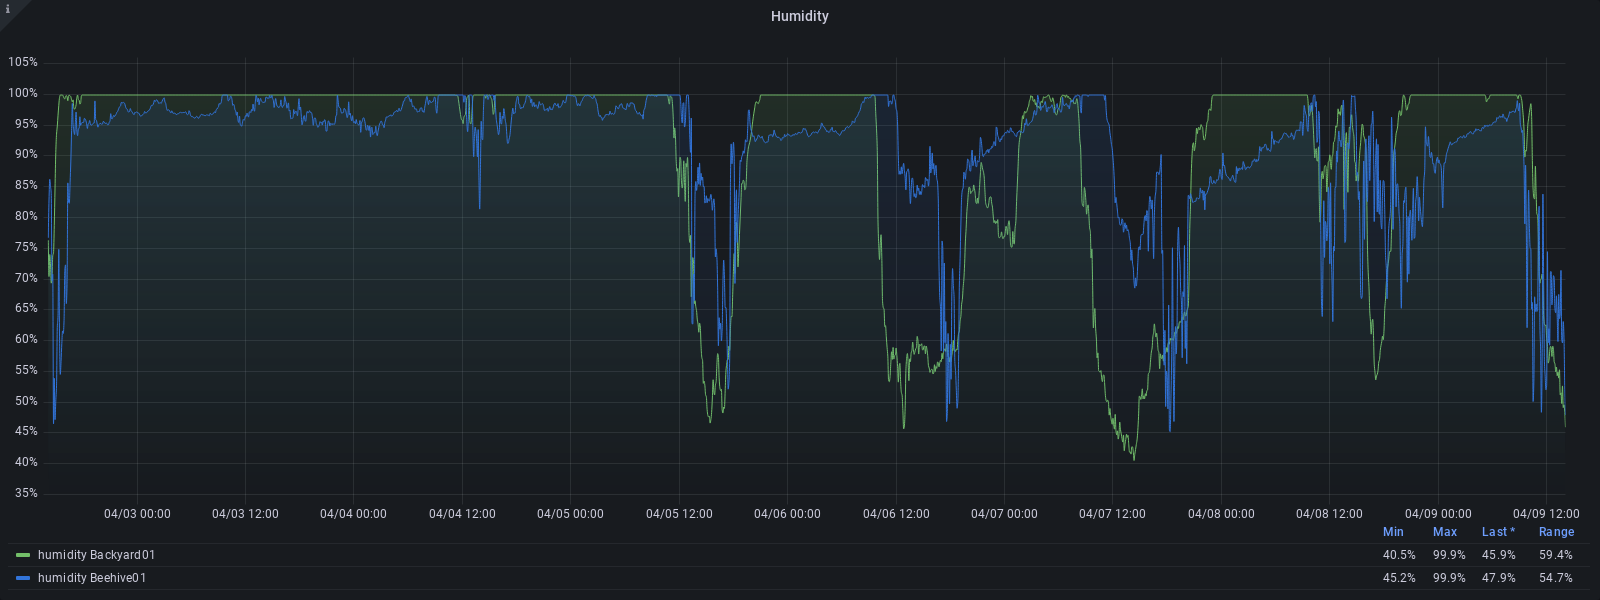 i
Humidity
105%
100%
95%
90%
85%
80%
75%
70%
65%
60%
55%
50%
45%
40%
35%
04/03 00:00 04/03 12:00 04/04 00:00 04/04 12:00 04/05 00:00 04/05 12:00 04/06 00:00 04/06 12:00 04/07 00:00 04/07 12:00 04/08 00:00 04/08 12:00 04/09 00:00 04/09 12:00
Min Max Last * Range
humidity Backyard01 40.5% 99.9% 45.9% 59.4%
humidity Beehive01 45.2% 99.9% 47.9% 54.7%